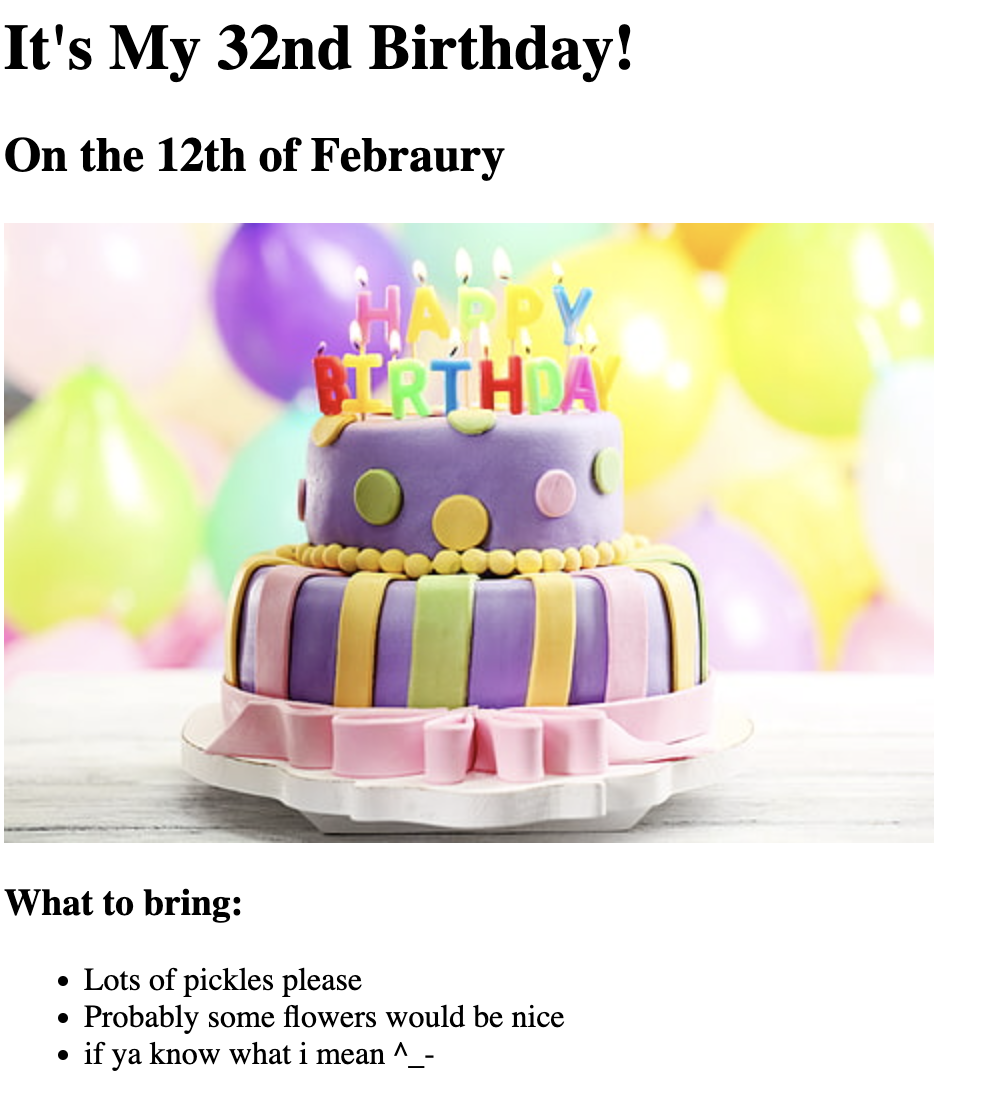 It's My 32nd Birthday!
On the 12th of Febraury
HAPPY
BIRTHDAY
What to bring:
• Lots of pickles please
• Probably some flowers would be nice
• if ya know what i mean ^_-